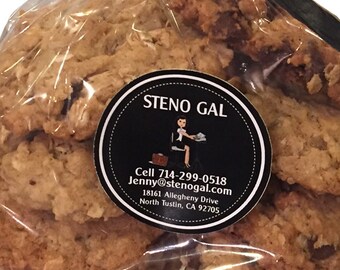 STENO GAL
Cell 714-299-0518
Jenny@stenogal.com
18161 Allegheny Drive
North Tustin, CA 92705